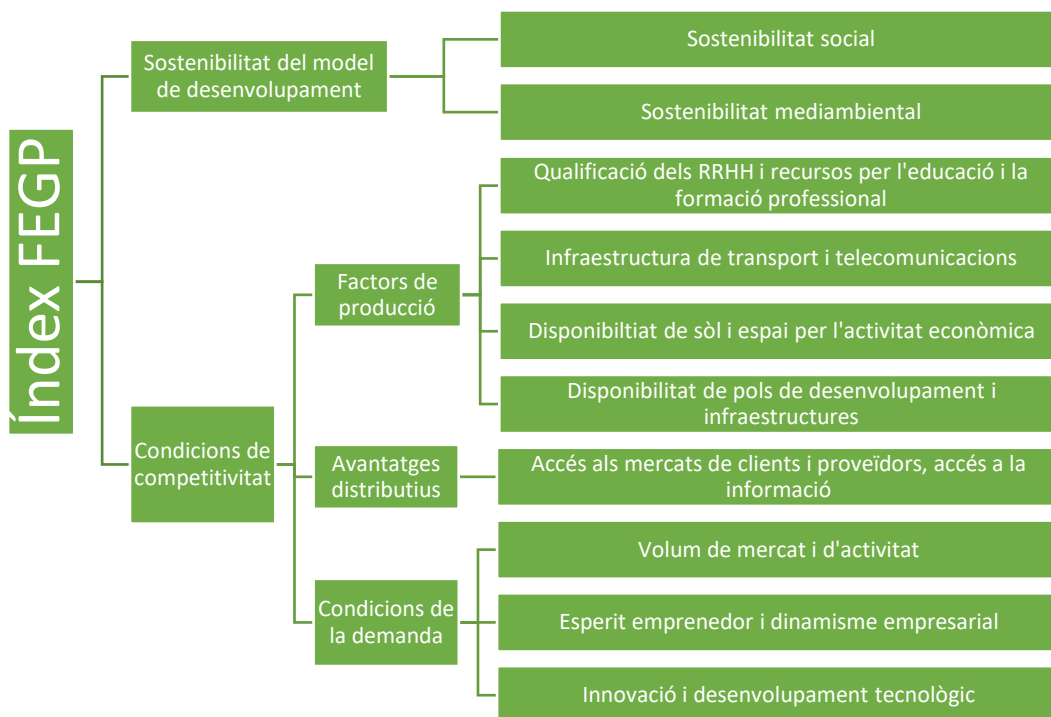 Índex FEGP
Sostenibilitat del model
de desenvolupament
Sostenibilitat social
Sostenibilitat mediambiental
Condicions de
competitivitat
Factors de
producció
Qualificació dels RRHH i recursos per l'educació i la
formació professional
Infraestructura de transport i telecomunicacions
Disponibiltiat de sòl i espai per l'activitat econòmica
Disponibilitat de pols de desenvolupament i
infraestructures
Avantatges
distributius
Accés als mercats de clients i proveïdors, accés a la
informació
Condicions de
la demanda
Volum de mercat i d'activitat
Esperit emprenedor i dinamisme empresarial
Innovació i desenvolupament tecnològic